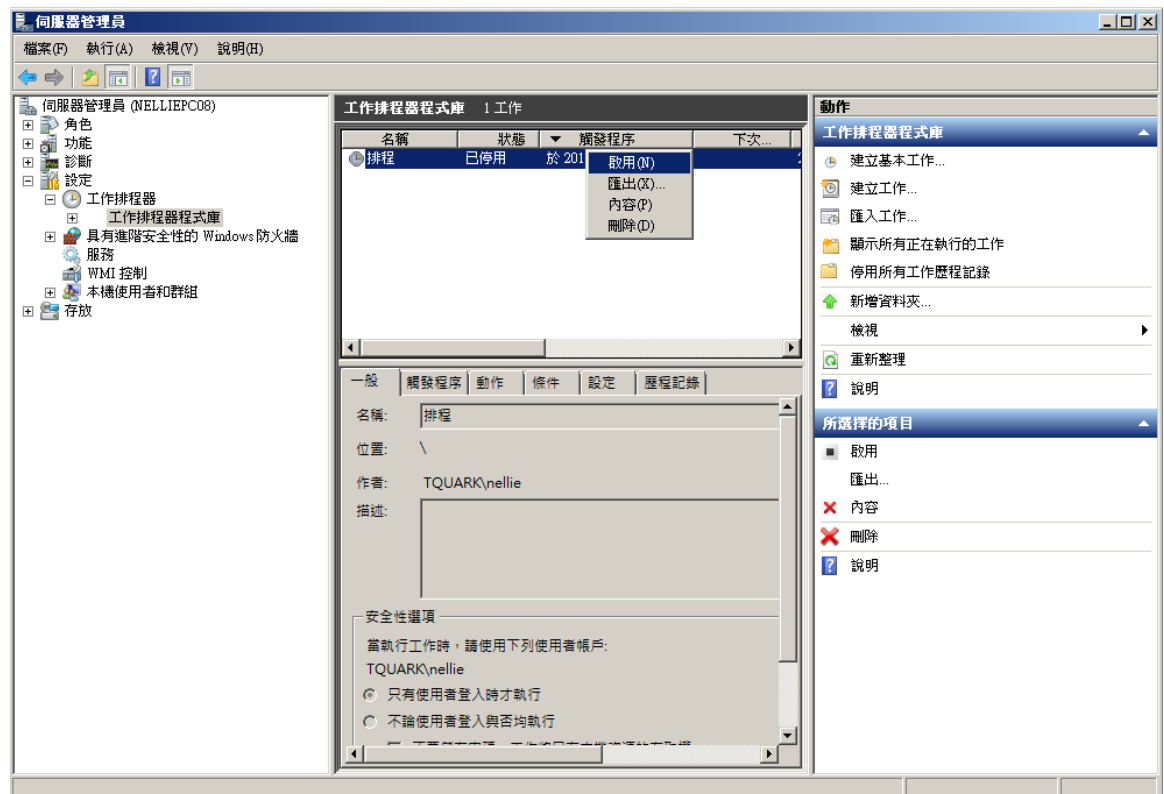 伺服器管理員
檔案(F) 執行(A) 檢視(V) 說明(H)
伺服器管理員 (NELLIEPC08)
角色
功能
診斷
設定
工作排程器
工作排程器程式庫
具有進階安全性的 Windows 防火牆
服務
WMI 控制
本機使用者和群組
存放
工作排程器程式庫 1 工作
名稱 狀態 觸發程序 下次...
排程 已停用 於 201
啟用(N)
匯出(X)...
內容(P)
刪除(D)
一般 觸發程序 動作 條件 設定 歷程記錄
名稱: 排程
位置: \
作者: TQUARK\nellie
描述:
安全性選項
當執行工作時，請使用下列使用者帳戶:
TQUARK\nellie
只有使用者登入時才執行
不論使用者登入與否均執行
動作
工作排程器程式庫
建立基本工作...
建立工作...
匯入工作...
顯示所有正在執行的工作
停用所有工作歷程記錄
新增資料夾...
檢視
重新整理
說明
所選擇的項目
啟用
匯出...
內容
刪除
說明